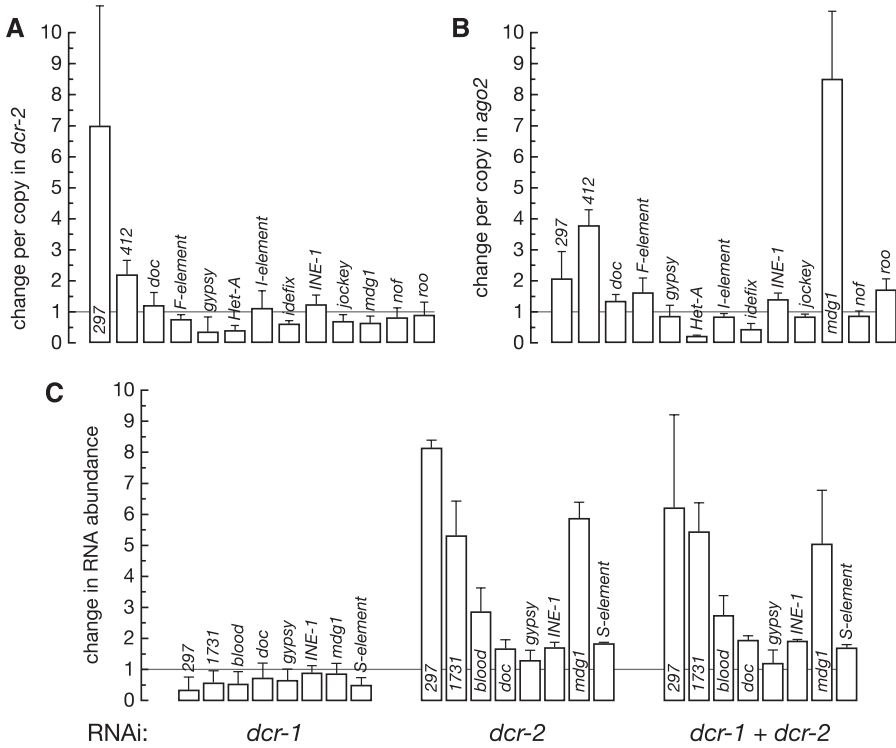 A
change per copy in dcr-2
10
9
8
7
6
5
4
3
2
1
0
297
412
doc
F-element
gypsy
Het-A
I-element
idefix
INE-1
jockey
mdg1
nof
roo
B
change per copy in ago2
10
9
8
7
6
5
4
3
2
1
0
297
412
doc
F-element
gypsy
Het-A
I-element
idefix
INE-1
jockey
mdg1
nof
roo
C
change in RNA abundance
10
9
8
7
6
5
4
3
2
1
0
297
1731
blood
doc
gypsy
INE-1
mdg1
S-element
297
1731
blood
doc
gypsy
INE-1
mdg1
S-element
297
1731
blood
doc
gypsy
INE-1
mdg1
S-element
RNAi: dcr-1 dcr-2 dcr-1 + dcr-2